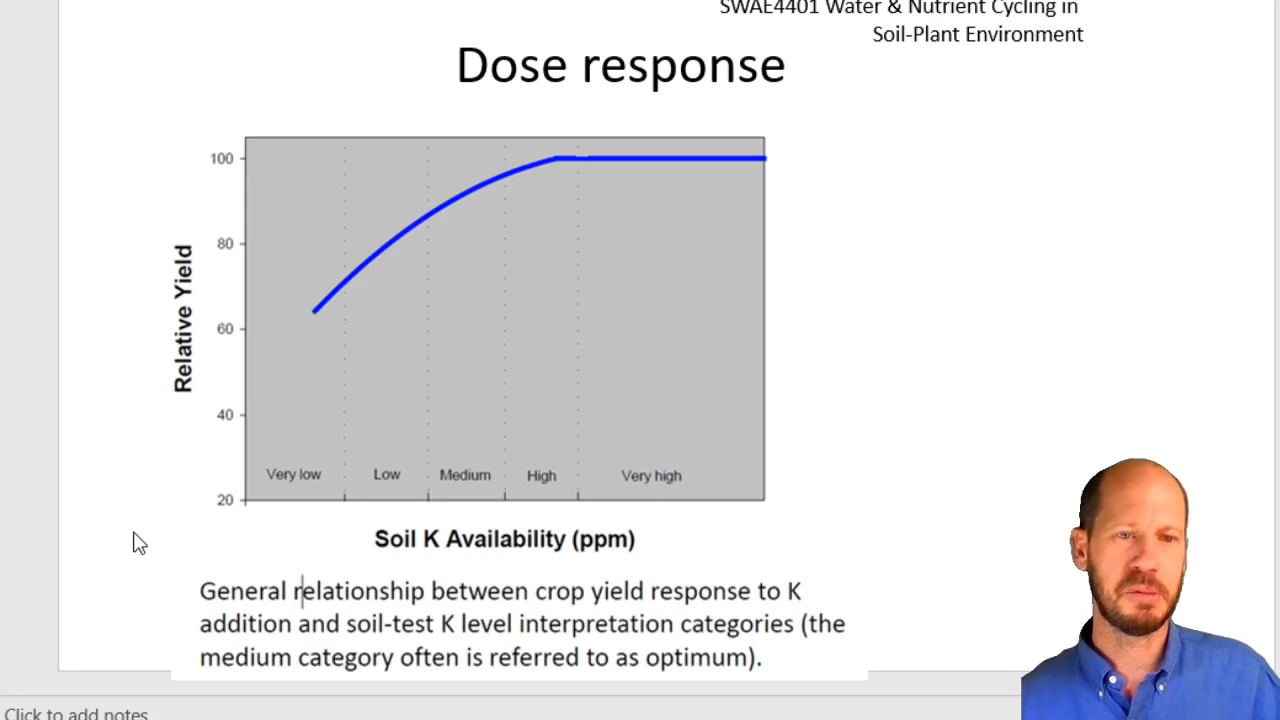 SWAE4401 Water & Nutrient Cycling in
Soil-Plant Environment
Dose response
100
80
60
40
20
Relative Yield
Very low Low Medium High Very high
Soil K Availability (ppm)
General relationship between crop yield response to K
addition and soil-test K level interpretation categories (the
medium category often is referred to as optimum).
Click to add notes